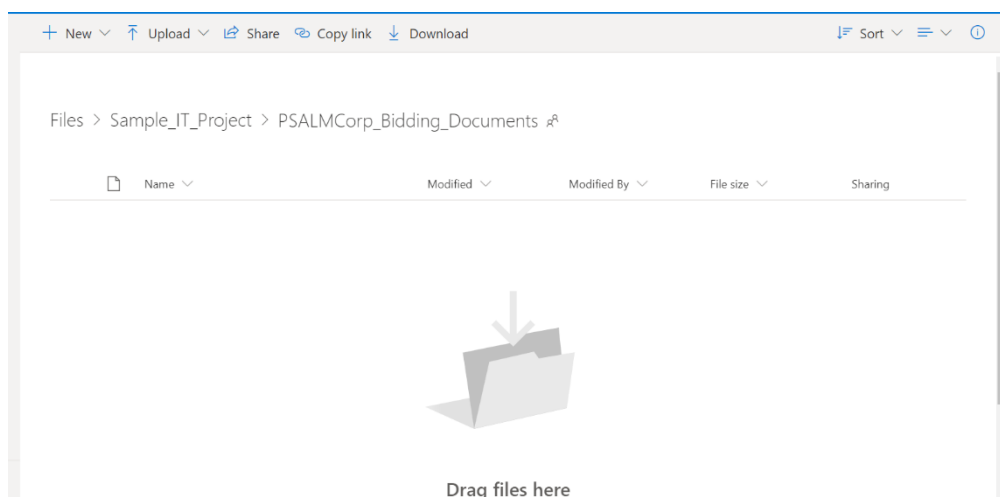 New Upload Share Copy link Download Sort
Files > Sample_IT_Project > PSALMCorp_Bidding_Documents
Name Modified Modified By File size Sharing
Drag files here